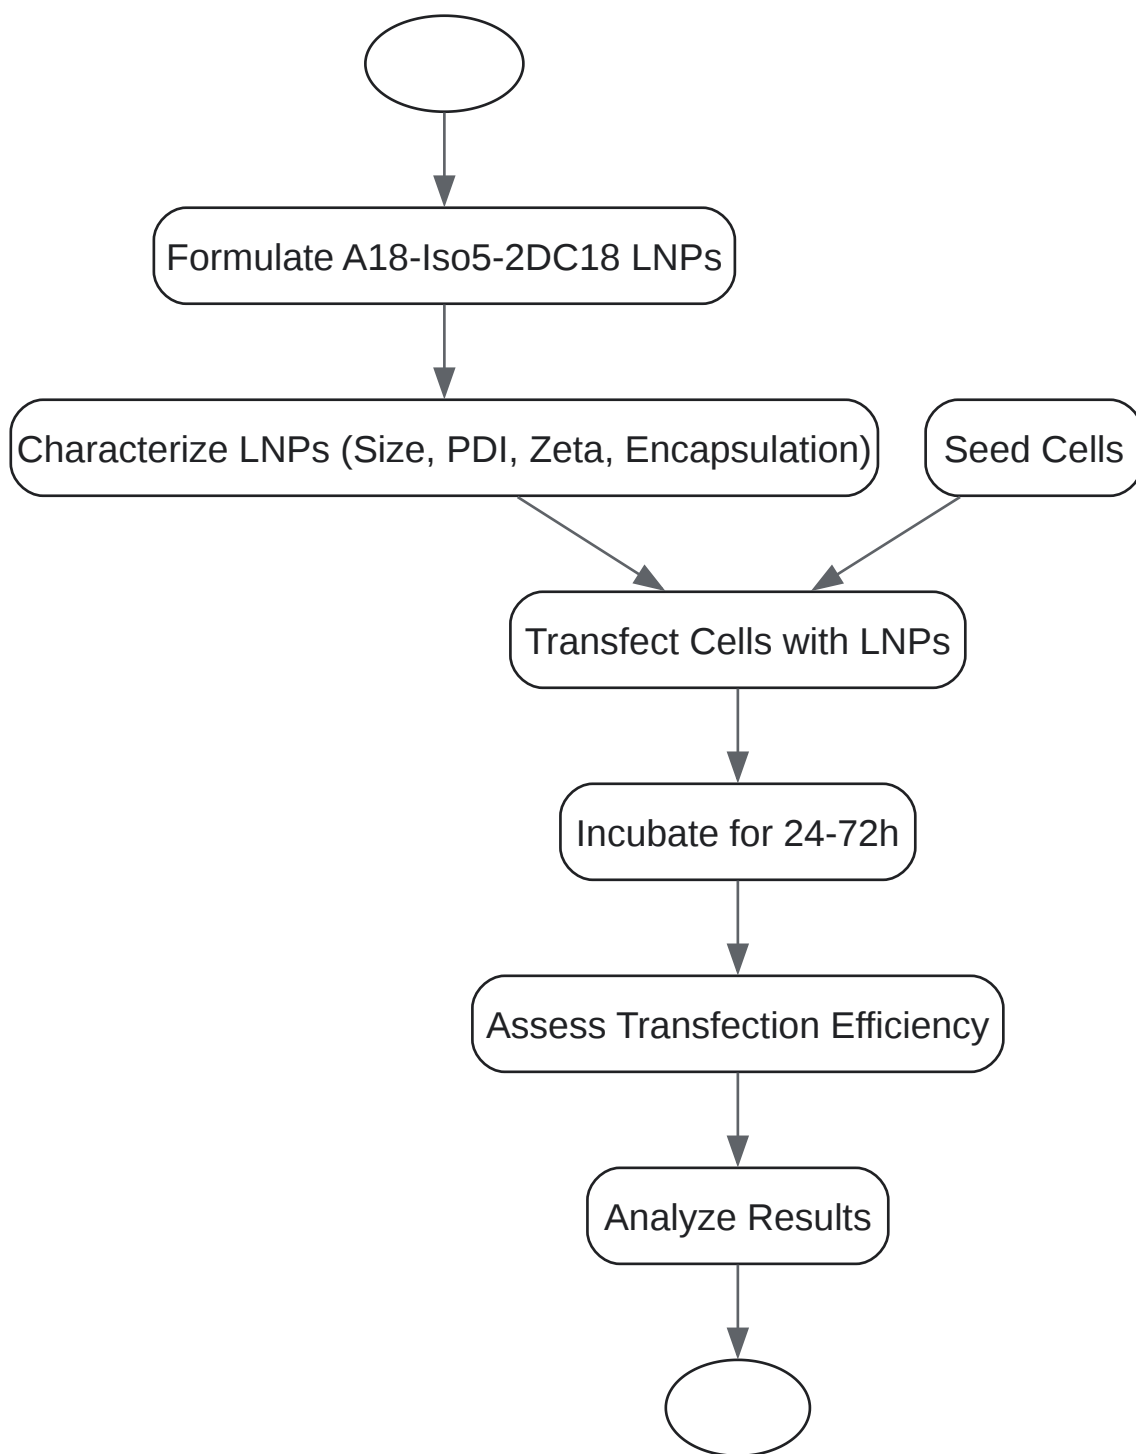 Formulate A18-Iso5-2DC18 LNPs
Characterize LNPs (Size, PDI, Zeta, Encapsulation)
Seed Cells
Transfect Cells with LNPs
Incubate for 24-72h
Assess Transfection Efficiency
Analyze Results